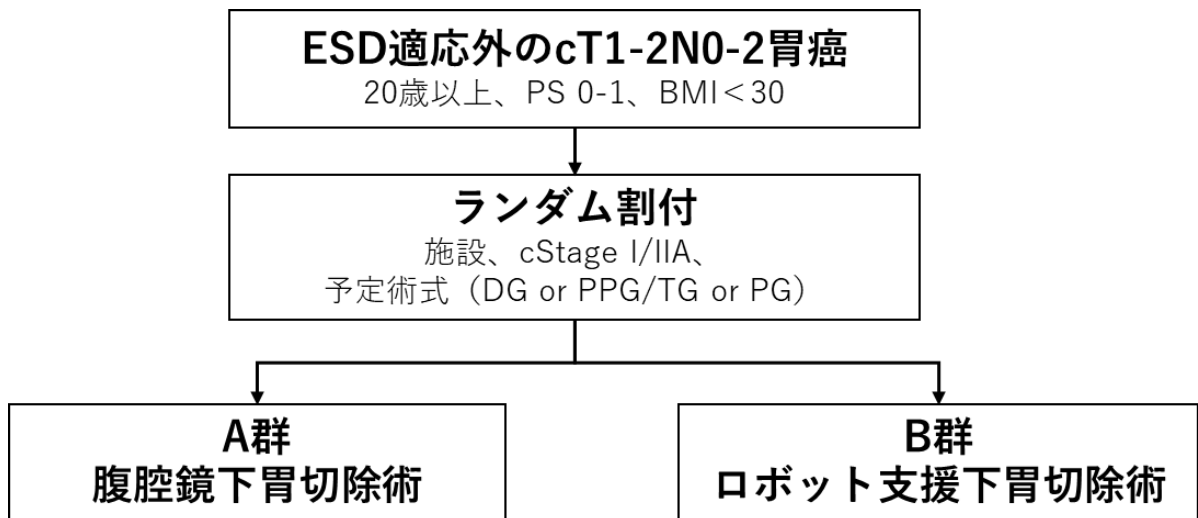 ESD適応外のcT1-2N0-2胃癌
20歳以上、PS 0-1、BMI＜30
ランダム割付
施設、cStage I/IIA、
予定術式（DG or PPG/TG or PG）
A群
腹腔鏡下胃切除術
B群
ロボット支援下胃切除術